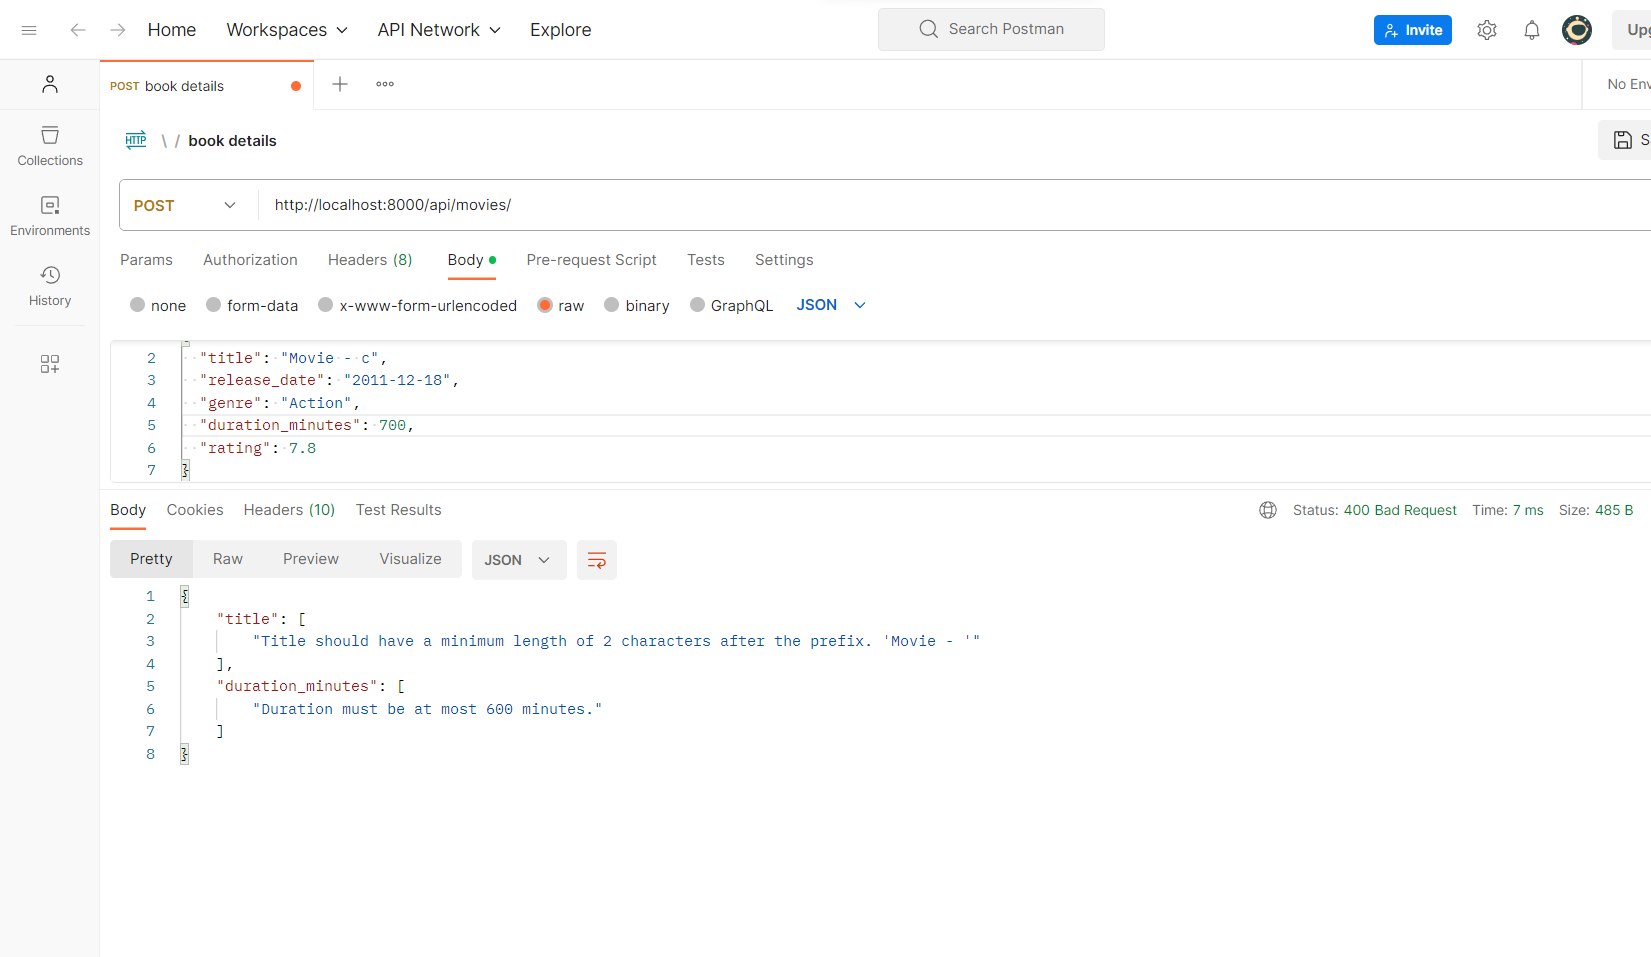 Home Workspaces API Network Explore Search Postman Invite Upg
POST book details No Env
Collections
Environments
History
HTTP \ / book details S
POST http://localhost:8000/api/movies/
Params Authorization Headers (8) Body Pre-request Script Tests Settings
none form-data x-www-form-urlencoded raw binary GraphQL JSON
2 "title": "Movie - c",
3 "release_date": "2011-12-18",
4 "genre": "Action",
5 "duration_minutes": 700,
6 "rating": 7.8
7 }
Body Cookies Headers (10) Test Results Status: 400 Bad Request Time: 7 ms Size: 485 B
Pretty Raw Preview Visualize JSON
1 {
2 "title": [
3 "Title should have a minimum length of 2 characters after the prefix. 'Movie - '"
4 ],
5 "duration_minutes": [
6 "Duration must be at most 600 minutes."
7 ]
8 }